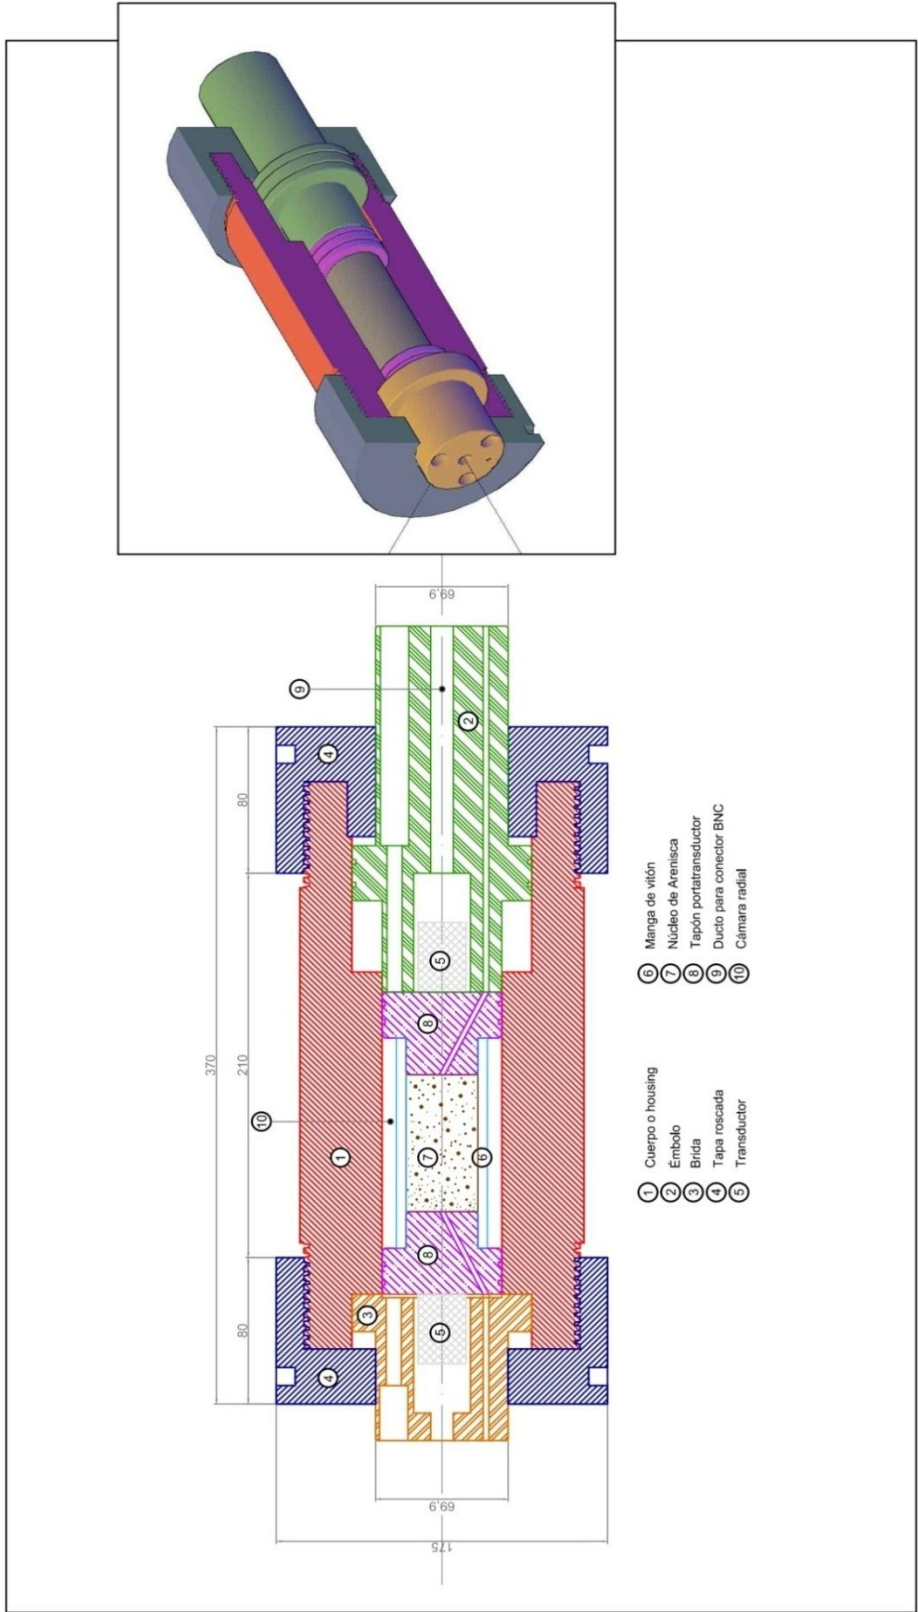 370
80
210
80
175
69,9
69,9
4
4
10
1
9
2
3
5
8
7
6
8
5
1 Cuerpo o housing
2 Émbolo
3 Brida
4 Tapa roscada
5 Transductor
6 Manga de vitón
7 Núcleo de Arenisca
8 Tapón portatransductor
9 Ducto para conector BNC
10 Cámara radial